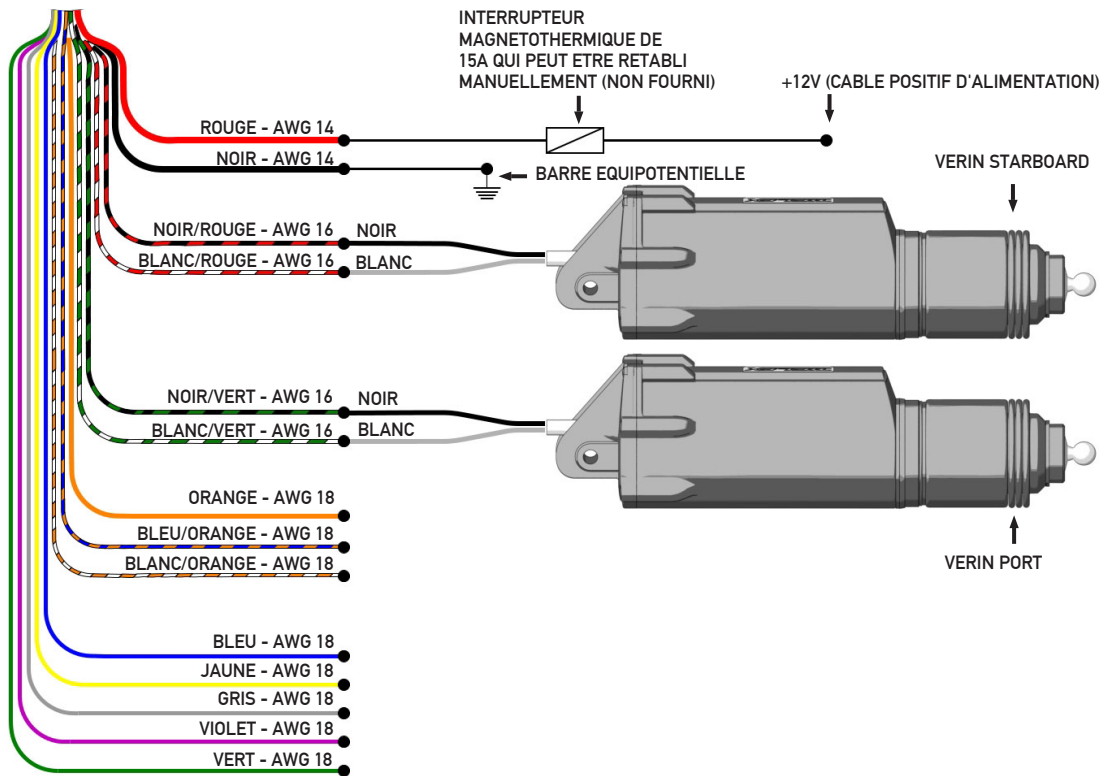 INTERRUPTEUR
MAGNETOTHERMIQUE DE
15A QUI PEUT ETRE RETABLI
MANUELLEMENT (NON FOURNI)
+12V (CABLE POSITIF D'ALIMENTATION)
ROUGE - AWG 14
NOIR - AWG 14
BARRE EQUIPOTENTIELLE
VERIN STARBOARD
NOIR/ROUGE - AWG 16
NOIR
BLANC/ROUGE - AWG 16
BLANC
NOIR/VERT - AWG 16
NOIR
BLANC/VERT - AWG 16
BLANC
ORANGE - AWG 18
BLEU/ORANGE - AWG 18
BLANC/ORANGE - AWG 18
VERIN PORT
BLEU - AWG 18
JAUNE - AWG 18
GRIS - AWG 18
VIOLET - AWG 18
VERT - AWG 18